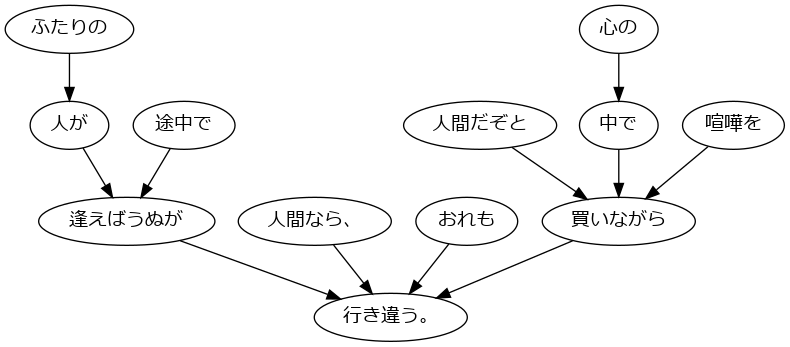 ふたりの
心の
人が
途中で
人間だぞと
中で
喧嘩を
逢えばうぬが
人間なら、
おれも
買いながら
行き違う。